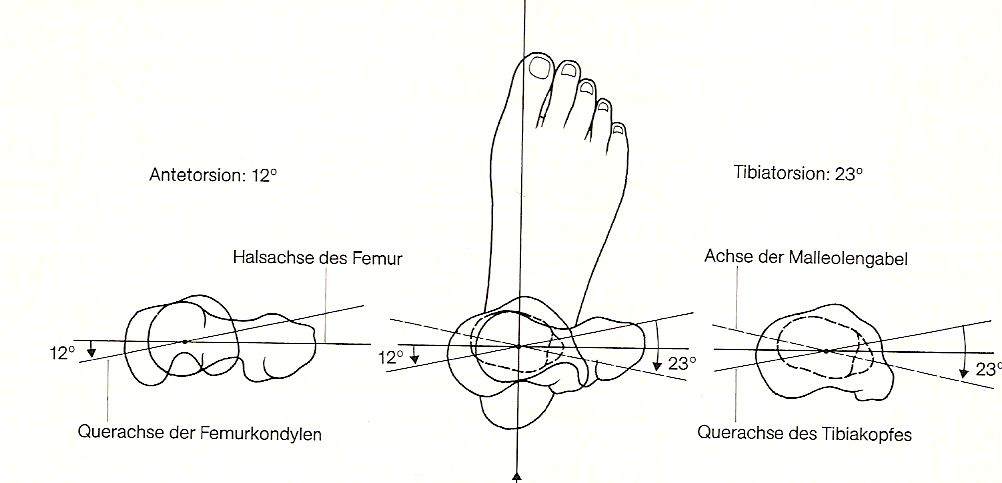 Antetorsion: 12°
Tibiatorsion: 23°
Halsachse des Femur
Achse der Malleolengabel
12°
12°
23°
23°
Querachse der Femurkondylen
Querachse des Tibiakopfes